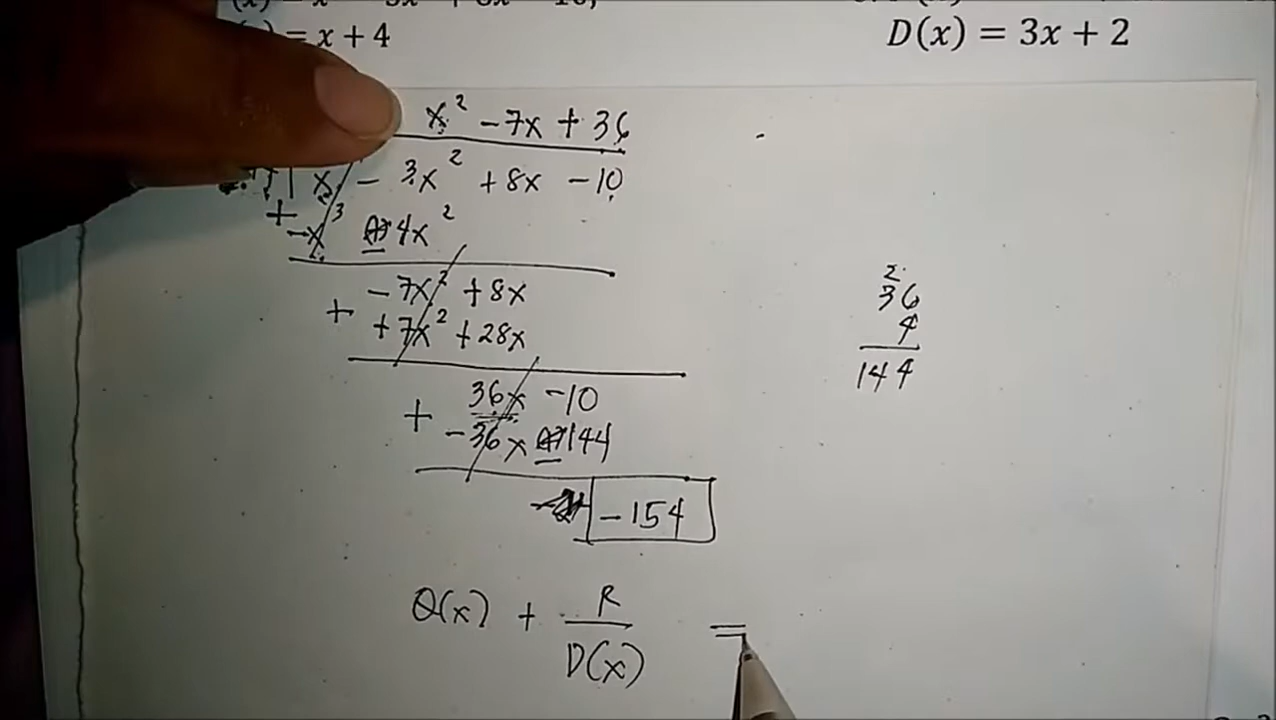 = x + 4
D(x) = 3x + 2
x² - 7x + 36
x - 3x² + 8x - 10
+ -x³ 4x²
-7x² + 8x
+ +7x² + 28x
36x - 10
+ -36x 144
-154
2
36
4
144
Q(x) + R/D(x) =